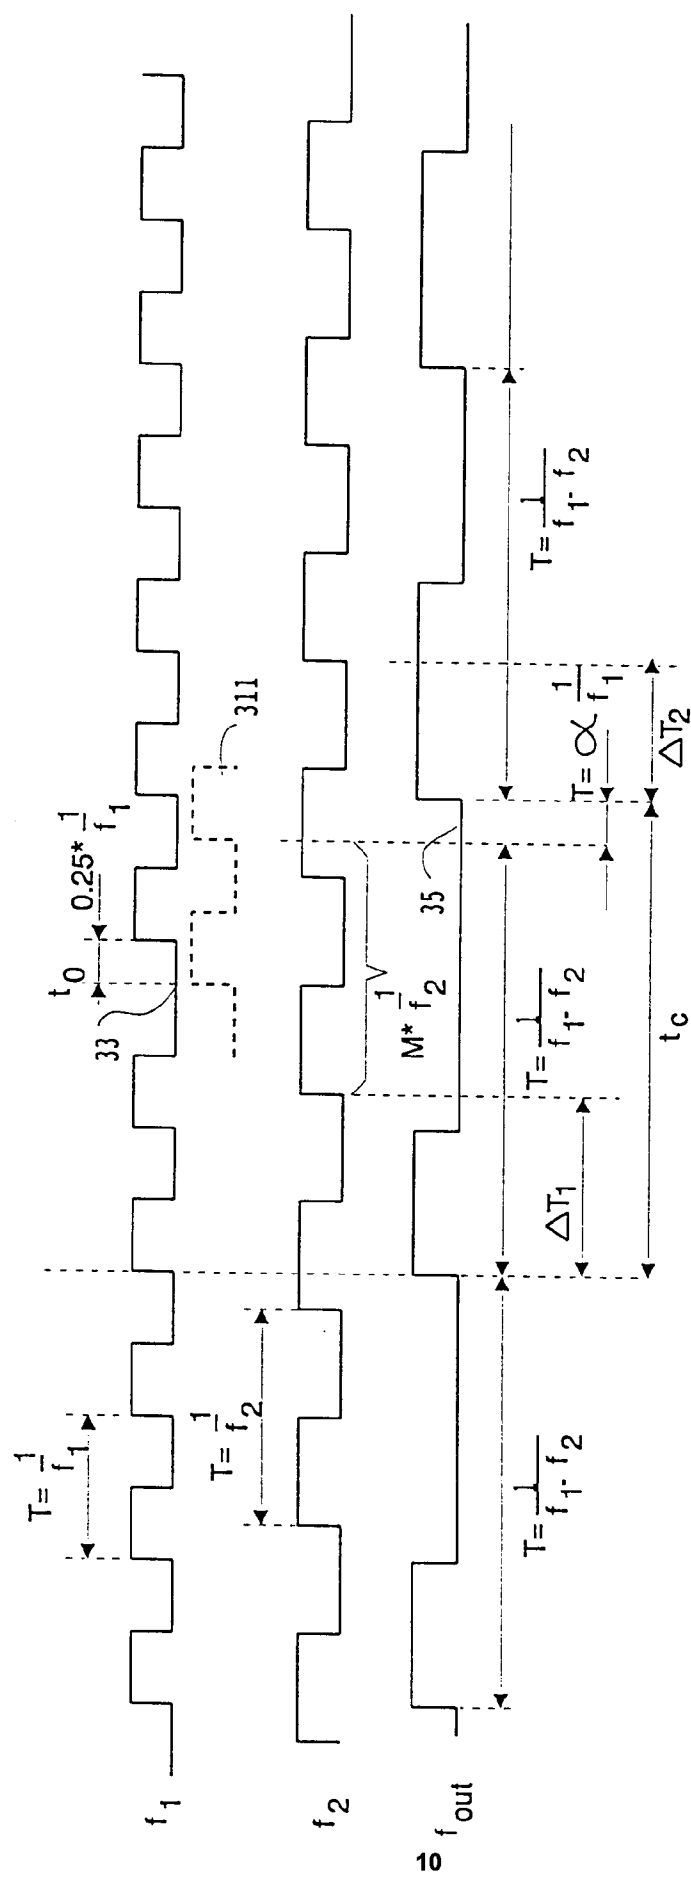 f1
T= 1/f1
33
t0
0.25* 1/f1
311
f2
T= 1/f2
M* 1/f2
fout
35
T= 1/f1- f2
T= 1/f1- f2
T= 1/f1- f2
ΔT1
T= α 1/f1
tc
ΔT2
10